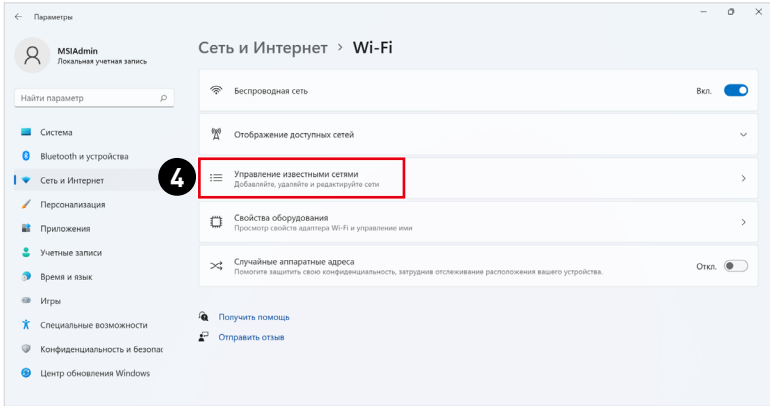 Параметры
MSIAdmin
Локальная учетная запись
Найти параметр
Система
Bluetooth и устройства
Сеть и Интернет
Персонализация
Приложения
Учетные записи
Время и язык
Игры
Специальные возможности
Конфиденциальность и безопас
Центр обновления Windows
Сеть и Интернет > Wi-Fi
Беспроводная сеть Вкл.
Отображение доступных сетей
4
Управление известными сетями
Добавляйте, удаляйте и редактируйте сети
Свойства оборудования
Просмотр свойств адаптера Wi-Fi и управление ими
Случайные аппаратные адреса Откл.
Помогите защитить свою конфиденциальность, затруднив отслеживание расположения вашего устройства.
Получить помощь
Отправить отзыв